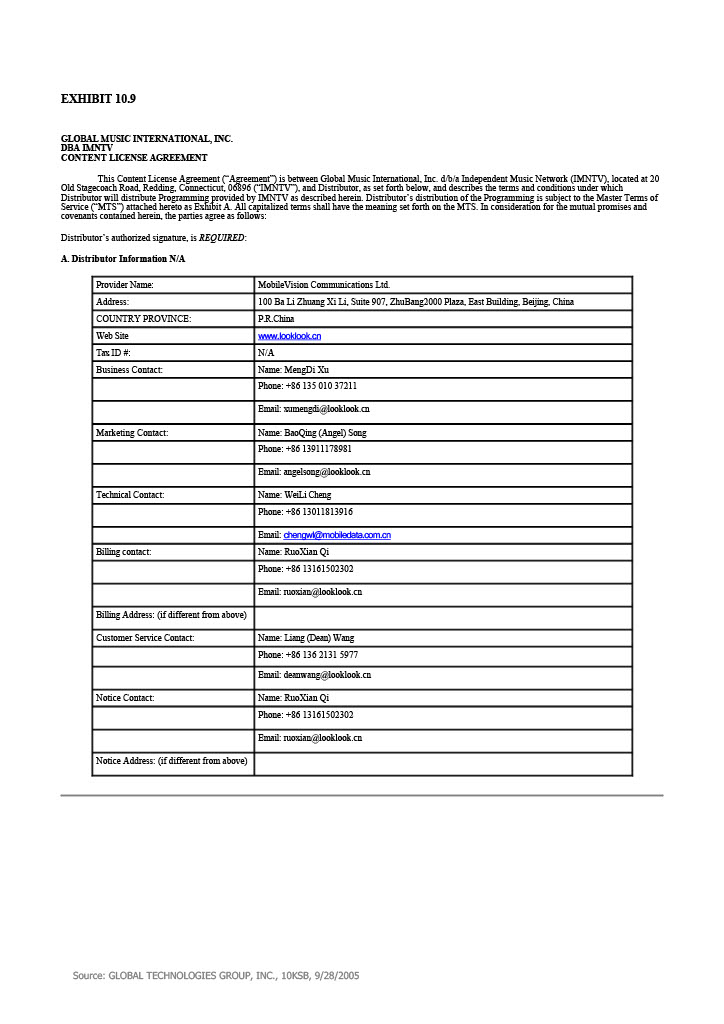 EXHIBIT 10.9
GLOBAL MUSIC INTERNATIONAL, INC.
DBA IMNTV
CONTENT LICENSE AGREEMENT
This Content License Agreement (“Agreement”) is between Global Music International, Inc. d/b/a Independent Music Network (IMNTV), located at 20
Old Stagecoach Road, Redding, Connecticut, 06896 (“IMNTV”), and Distributor, as set forth below, and describes the terms and conditions under which
Distributor will distribute Programming provided by IMNTV as described herein. Distributor’s distribution of the Programming is subject to the Master Terms of
Service (“MTS”) attached hereto as Exhibit A. All capitalized terms shall have the meaning set forth on the MTS. In consideration for the mutual promises and
covenants contained herein, the parties agree as follows:
Distributor’s authorized signature, is REQUIRED:
A. Distributor Information N/A
Provider Name: MobileVision Communications Ltd.
Address: 100 Ba Li Zhuang Xi Li, Suite 907, ZhuBang2000 Plaza, East Building, Beijing, China
COUNTRY PROVINCE: P.R.China
Web Site www.looklook.cn
Tax ID #: N/A
Business Contact: Name: MengDi Xu
Phone: +86 135 010 37211
Email: xumengdi@looklook.cn
Marketing Contact: Name: BaoQing (Angel) Song
Phone: +86 13911178981
Email: angelsong@looklook.cn
Technical Contact: Name: WeiLi Cheng
Phone: +86 13011813916
Email: chengwl@mobiledata.com.cn
Billing contact: Name: RuoXian Qi
Phone: +86 13161502302
Email: ruoxian@looklook.cn
Billing Address: (if different from above)
Customer Service Contact: Name: Liang (Dean) Wang
Phone: +86 136 2131 5977
Email: deanwang@looklook.cn
Notice Contact: Name: RuoXian Qi
Phone: +86 13161502302
Email: ruoxian@looklook.cn
Notice Address: (if different from above)
Source: GLOBAL TECHNOLOGIES GROUP, INC., 10KSB, 9/28/2005